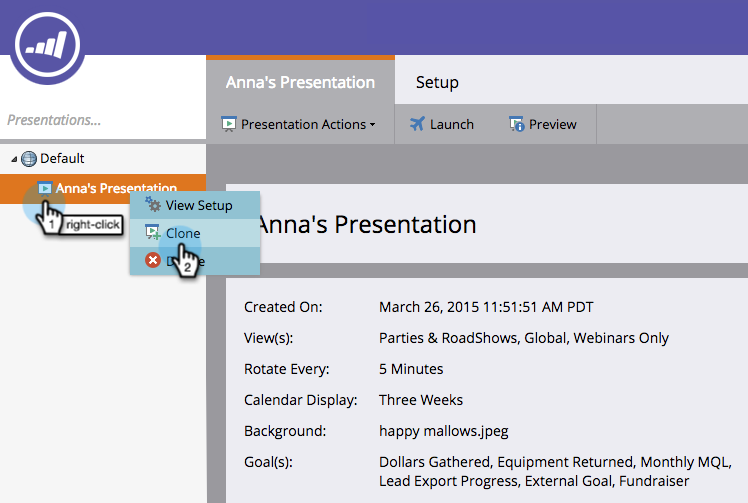 Anna's Presentation
Setup
Presentations...
Presentation Actions
Launch
Preview
Default
Anna's Presentation
1 right-click
View Setup
Clone
2
Anna's Presentation
Created On: March 26, 2015 11:51:51 AM PDT
View(s): Parties & RoadShows, Global, Webinars Only
Rotate Every: 5 Minutes
Calendar Display: Three Weeks
Background: happy mallows.jpeg
Goal(s): Dollars Gathered, Equipment Returned, Monthly MQL,
Lead Export Progress, External Goal, Fundraiser